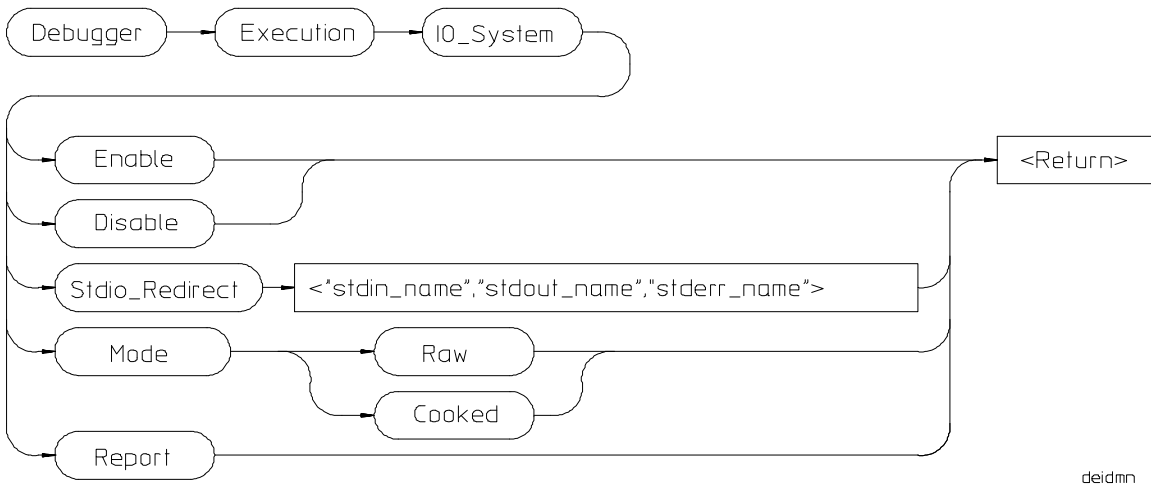 Debugger Execution IO_System
Enable <Return>
Disable
Stdio_Redirect <"stdin_name","stdout_name","stderr_name">
Mode Raw
Cooked
Report
deidmn